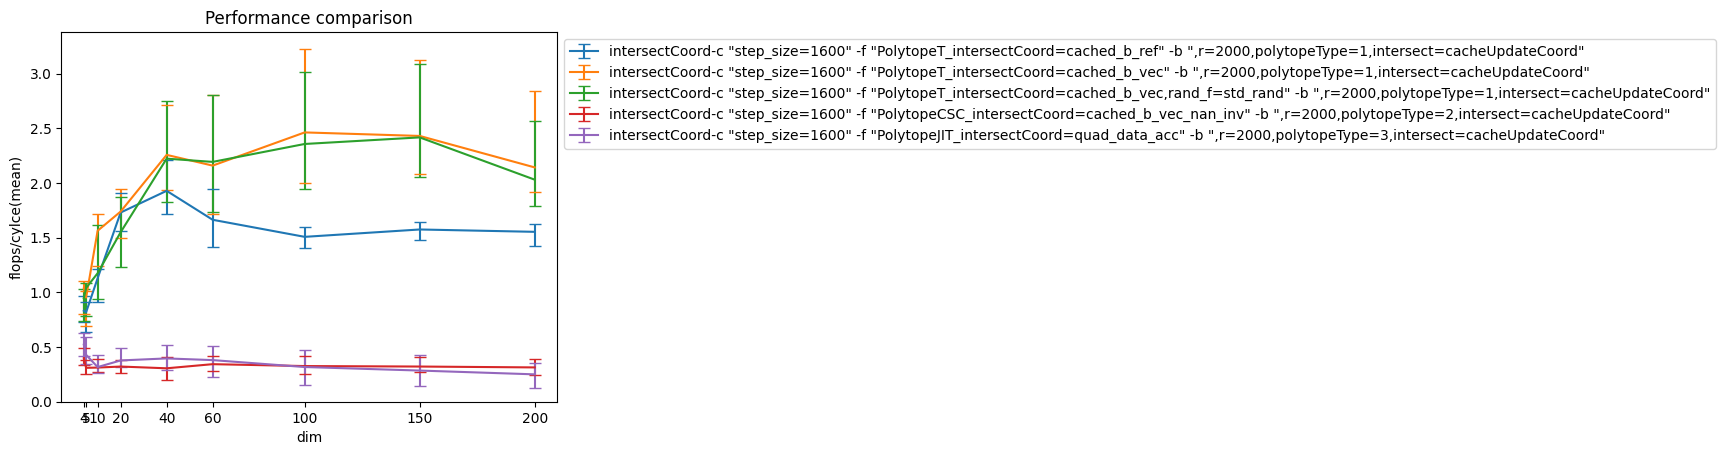 Performance comparison
flops/cylce(mean)
3.0
2.5
2.0
1.5
1.0
0.5
0.0
4 5 10 20 40 60 100 150 200
dim
intersectCoord-c "step_size=1600" -f "PolytopeT_intersectCoord=cached_b_ref" -b ",r=2000,polytopeType=1,intersect=cacheUpdateCoord"
intersectCoord-c "step_size=1600" -f "PolytopeT_intersectCoord=cached_b_vec" -b ",r=2000,polytopeType=1,intersect=cacheUpdateCoord"
intersectCoord-c "step_size=1600" -f "PolytopeT_intersectCoord=cached_b_vec,rand_f=std_rand" -b ",r=2000,polytopeType=1,intersect=cacheUpdateCoord"
intersectCoord-c "step_size=1600" -f "PolytopeCSC_intersectCoord=cached_b_vec_nan_inv" -b ",r=2000,polytopeType=2,intersect=cacheUpdateCoord"
intersectCoord-c "step_size=1600" -f "PolytopeJIT_intersectCoord=quad_data_acc" -b ",r=2000,polytopeType=3,intersect=cacheUpdateCoord"